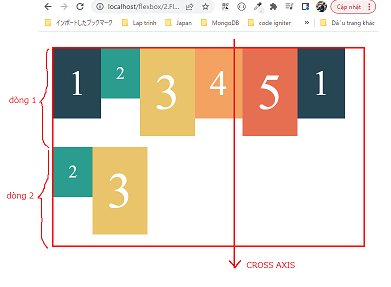 localhost/flexbox/2.Fl...
Cập nhật
インポートしたブックマーク Lap trinh Japan MongoDB code igniter » Dấu trang khác
dòng 1
1 2 3 4 5 1
dòng 2
2 3
CROSS AXIS